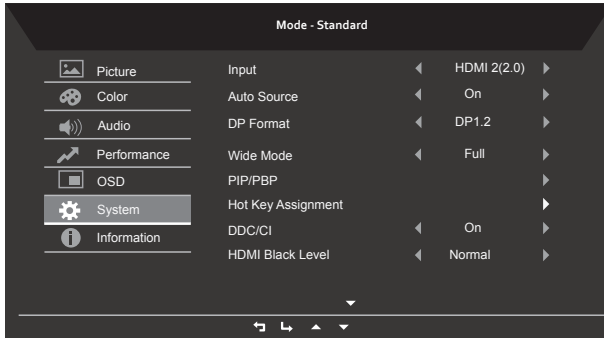 Mode - Standard
Picture
Color
Audio
Performance
OSD
System
Information
Input HDMI 2(2.0)
Auto Source On
DP Format DP1.2
Wide Mode Full
PIP/PBP
Hot Key Assignment
DDC/CI On
HDMI Black Level Normal